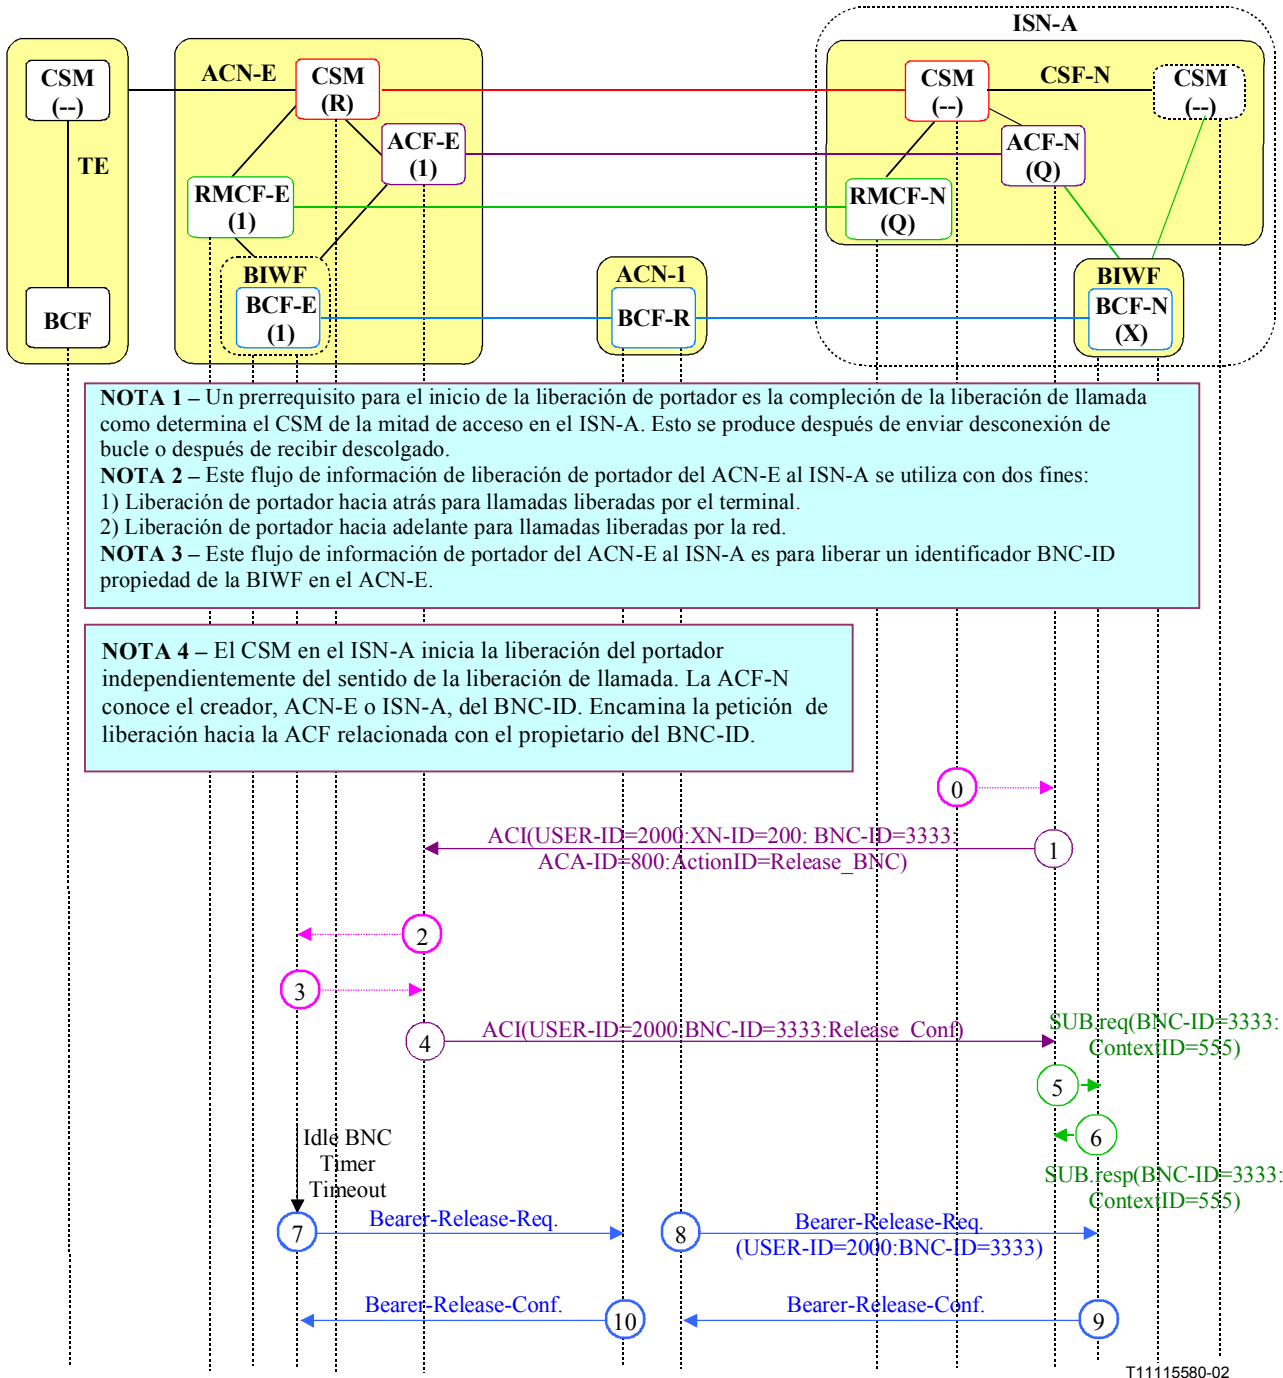 ISN-A
CSM
(--)
TE
BCF
ACN-E
CSM
(R)
ACF-E
(1)
RMCF-E
(1)
BIWF
BCF-E
(1)
ACN-1
BCF-R
CSM
(--)
CSF-N
CSM
(--)
ACF-N
(Q)
RMCF-N
(Q)
BIWF
BCF-N
(X)
NOTA 1 – Un prerrequisito para el inicio de la liberación de portador es la compleción de la liberación de llamada
como determina el CSM de la mitad de acceso en el ISN-A. Esto se produce después de enviar desconexión de
bucle o después de recibir descolgado.
NOTA 2 – Este flujo de información de liberación de portador del ACN-E al ISN-A se utiliza con dos fines:
1) Liberación de portador hacia atrás para llamadas liberadas por el terminal.
2) Liberación de portador hacia adelante para llamadas liberadas por la red.
NOTA 3 – Este flujo de información de portador del ACN-E al ISN-A es para liberar un identificador BNC-ID
propiedad de la BIWF en el ACN-E.
NOTA 4 – El CSM en el ISN-A inicia la liberación del portador
independientemente del sentido de la liberación de llamada. La ACF-N
conoce el creador, ACN-E o ISN-A, del BNC-ID. Encamina la petición de
liberación hacia la ACF relacionada con el propietario del BNC-ID.
0
ACI(USER-ID=2000:XN-ID=200: BNC-ID=3333:
ACA-ID=800:ActionID=Release_BNC)
1
2
3
4
ACI(USER-ID=2000:BNC-ID=3333:Release_Conf)
SUB.req(BNC-ID=3333:
ContextID=555)
5
6
SUB.resp(BNC-ID=3333:
ContextID=555)
Idle BNC
Timer
Timeout
7
Bearer-Release-Req.
8
Bearer-Release-Req.
(USER-ID=2000:BNC-ID=3333)
Bearer-Release-Conf.
10
Bearer-Release-Conf.
9
T11115580-02